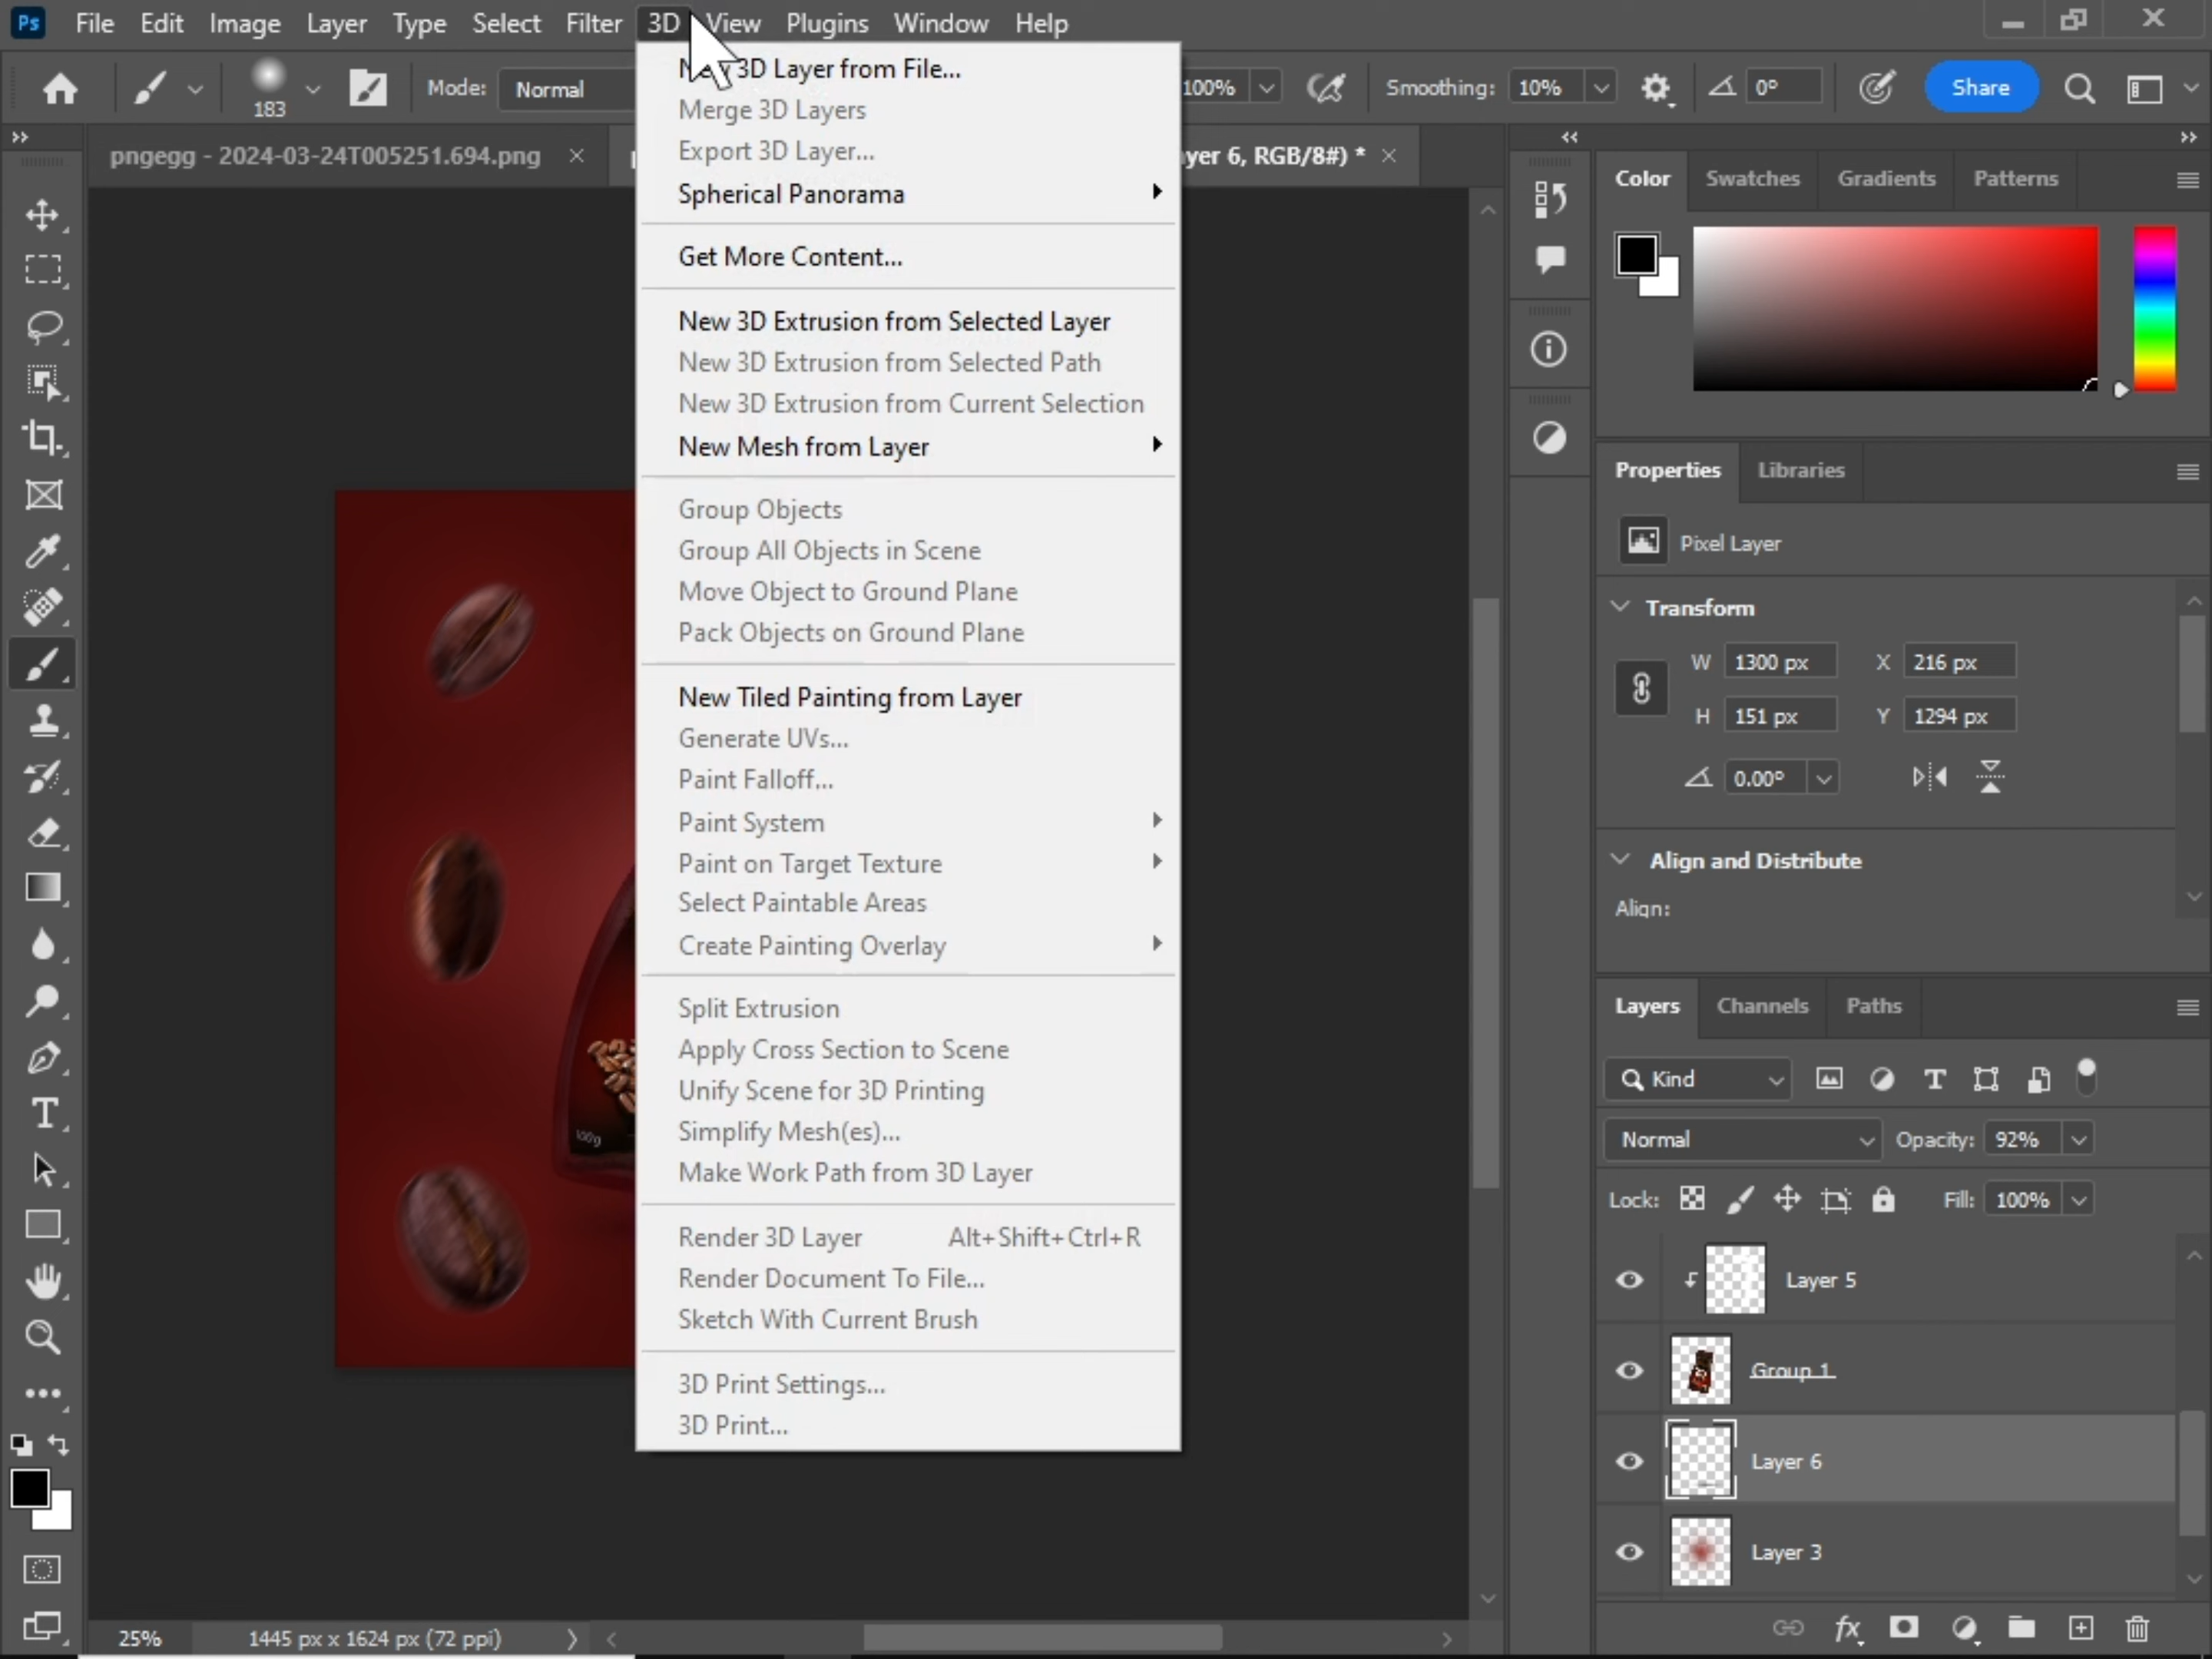 Ps File Edit Image Layer Type Select Filter 3D View Plugins Window Help
183 Mode: Normal 100% Smoothing: 10% 0° Share
pngegg - 2024-03-24T005251.694.png
yer 6, RGB/8#) *
3D Layer from File...
Merge 3D Layers
Export 3D Layer...
Spherical Panorama
Get More Content...
New 3D Extrusion from Selected Layer
New 3D Extrusion from Selected Path
New 3D Extrusion from Current Selection
New Mesh from Layer
Group Objects
Group All Objects in Scene
Move Object to Ground Plane
Pack Objects on Ground Plane
New Tiled Painting from Layer
Generate UVs...
Paint Falloff...
Paint System
Paint on Target Texture
Select Paintable Areas
Create Painting Overlay
Split Extrusion
Apply Cross Section to Scene
Unify Scene for 3D Printing
Simplify Mesh(es)...
Make Work Path from 3D Layer
Render 3D Layer Alt+Shift+Ctrl+R
Render Document To File...
Sketch With Current Brush
3D Print Settings...
3D Print...
100g
Color Swatches Gradients Patterns
Properties Libraries
Pixel Layer
Transform
W 1300 px X 216 px
H 151 px Y 1294 px
0.00°
Align and Distribute
Align:
Layers Channels Paths
Kind
Normal Opacity: 92%
Lock: Fill: 100%
Layer 5
Group 1
Layer 6
Layer 3
fx
25% 1445 px x 1624 px (72 ppi)